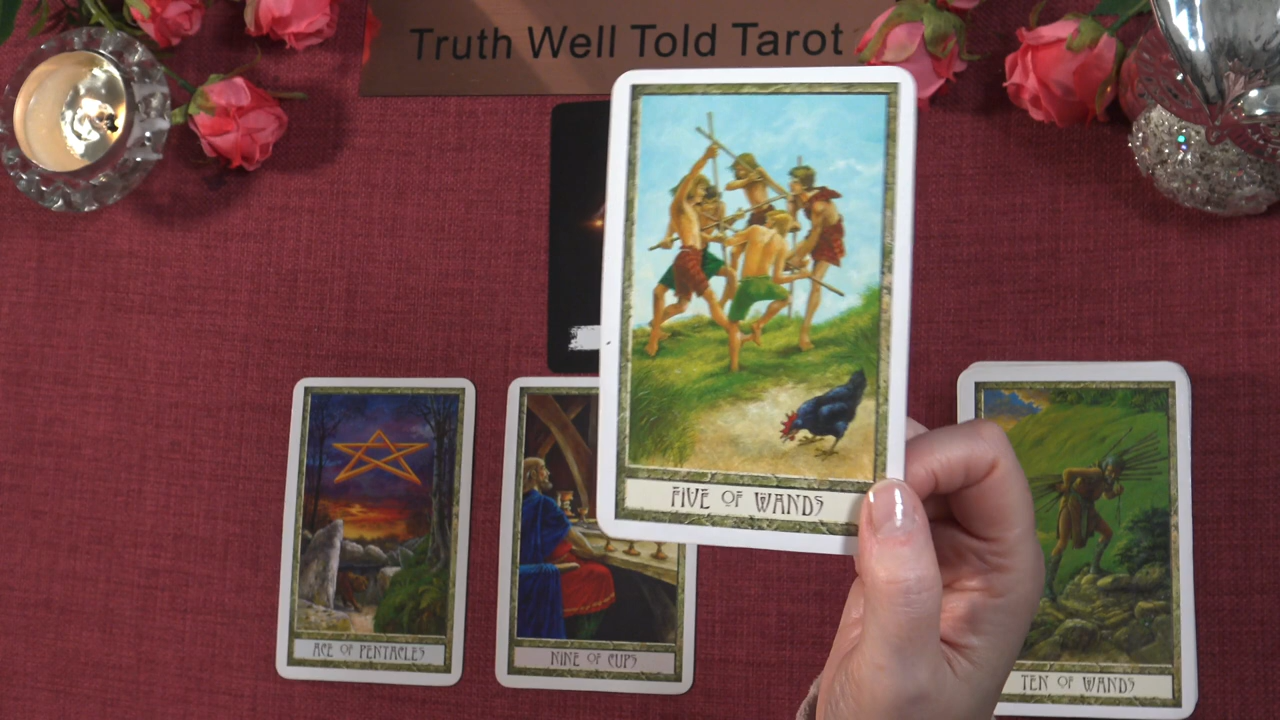 Truth Well Told Tarot
FIVE OF WANDS
ACE OF PENTACLES
NINE OF CUPS
TEN OF WANDS